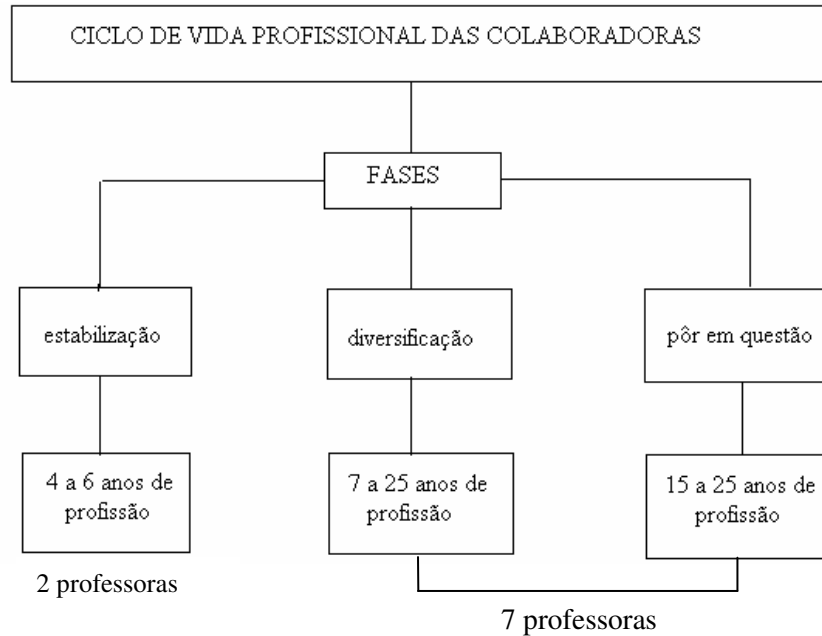 CICLO DE VIDA PROFISSIONAL DAS COLABORADORAS
FASES
estabilização
diversificação
pôr em questão
4 a 6 anos de
profissão
7 a 25 anos de
profissão
15 a 25 anos de
profissão
2 professoras
7 professoras